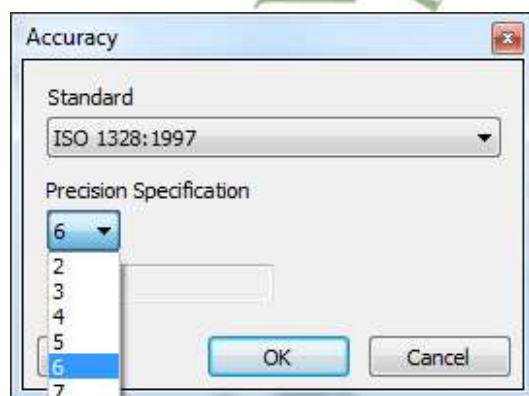 Accuracy
Standard
ISO 1328:1997
Precision Specification
6
2
3
4
5
6
7
OK
Cancel